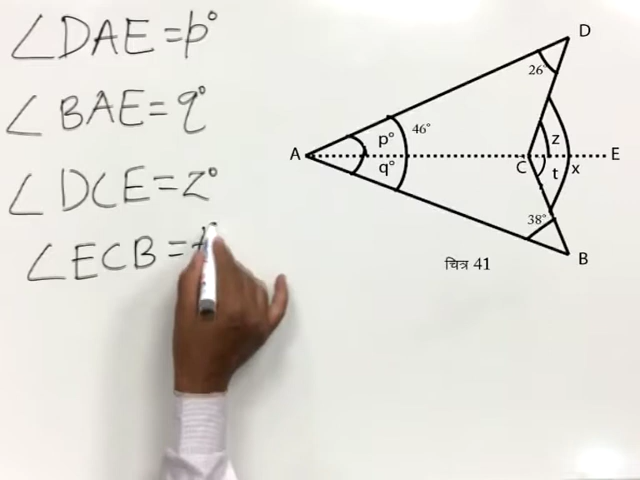 ∠DAE = p°
∠BAE = q°
∠DCE = z°
∠ECB = t°
D
26°
46°
p°
A
q°
C
z
t
x
E
38°
B
चित्र 41